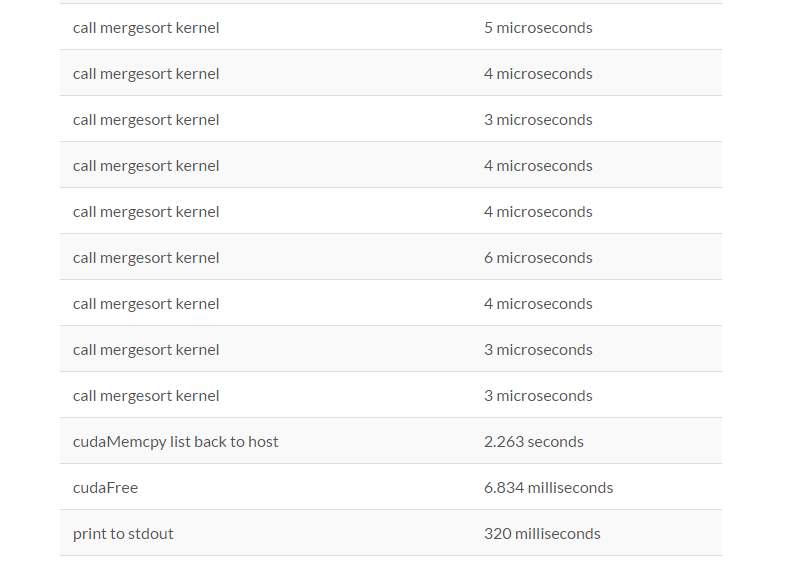 call mergesort kernel 5 microseconds
call mergesort kernel 4 microseconds
call mergesort kernel 3 microseconds
call mergesort kernel 4 microseconds
call mergesort kernel 4 microseconds
call mergesort kernel 6 microseconds
call mergesort kernel 4 microseconds
call mergesort kernel 3 microseconds
call mergesort kernel 3 microseconds
cudaMemcpy list back to host 2.263 seconds
cudaFree 6.834 milliseconds
print to stdout 320 milliseconds